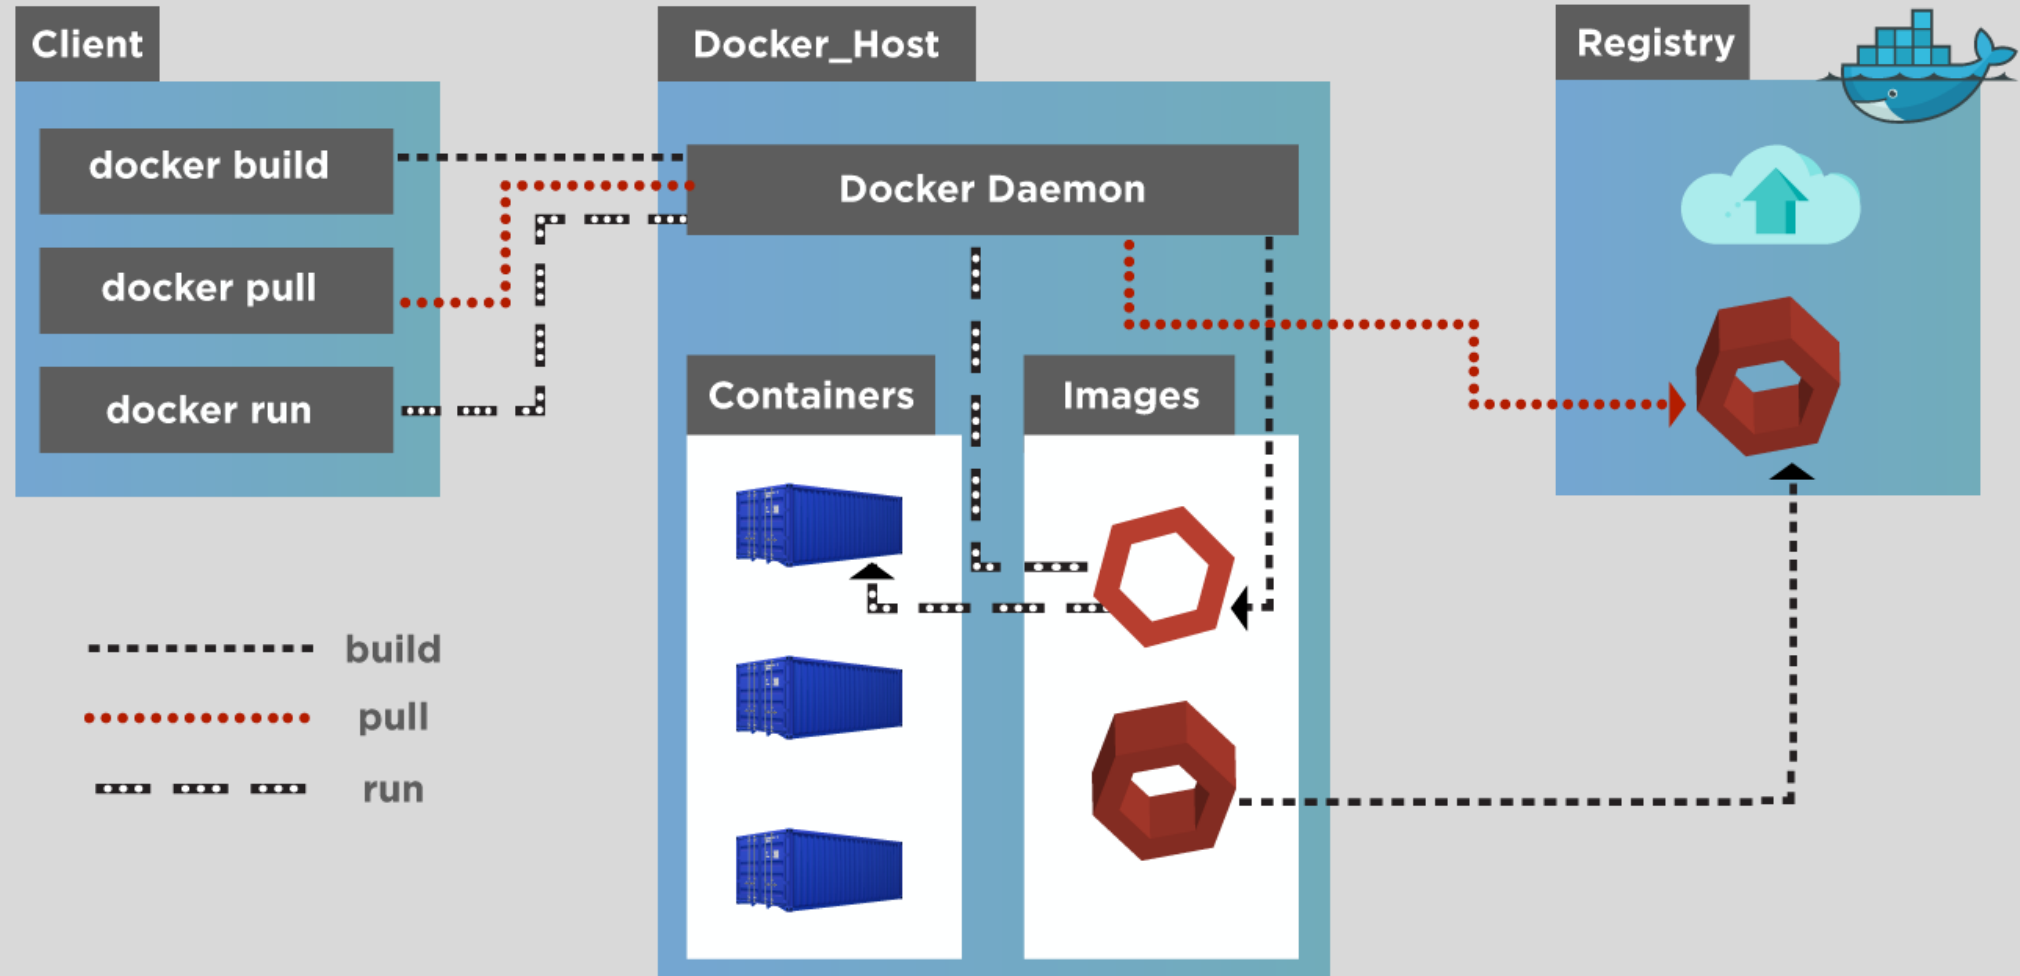 Client
docker build
docker pull
docker run
Docker_Host
Docker Daemon
Containers
Images
Registry
build
pull
run